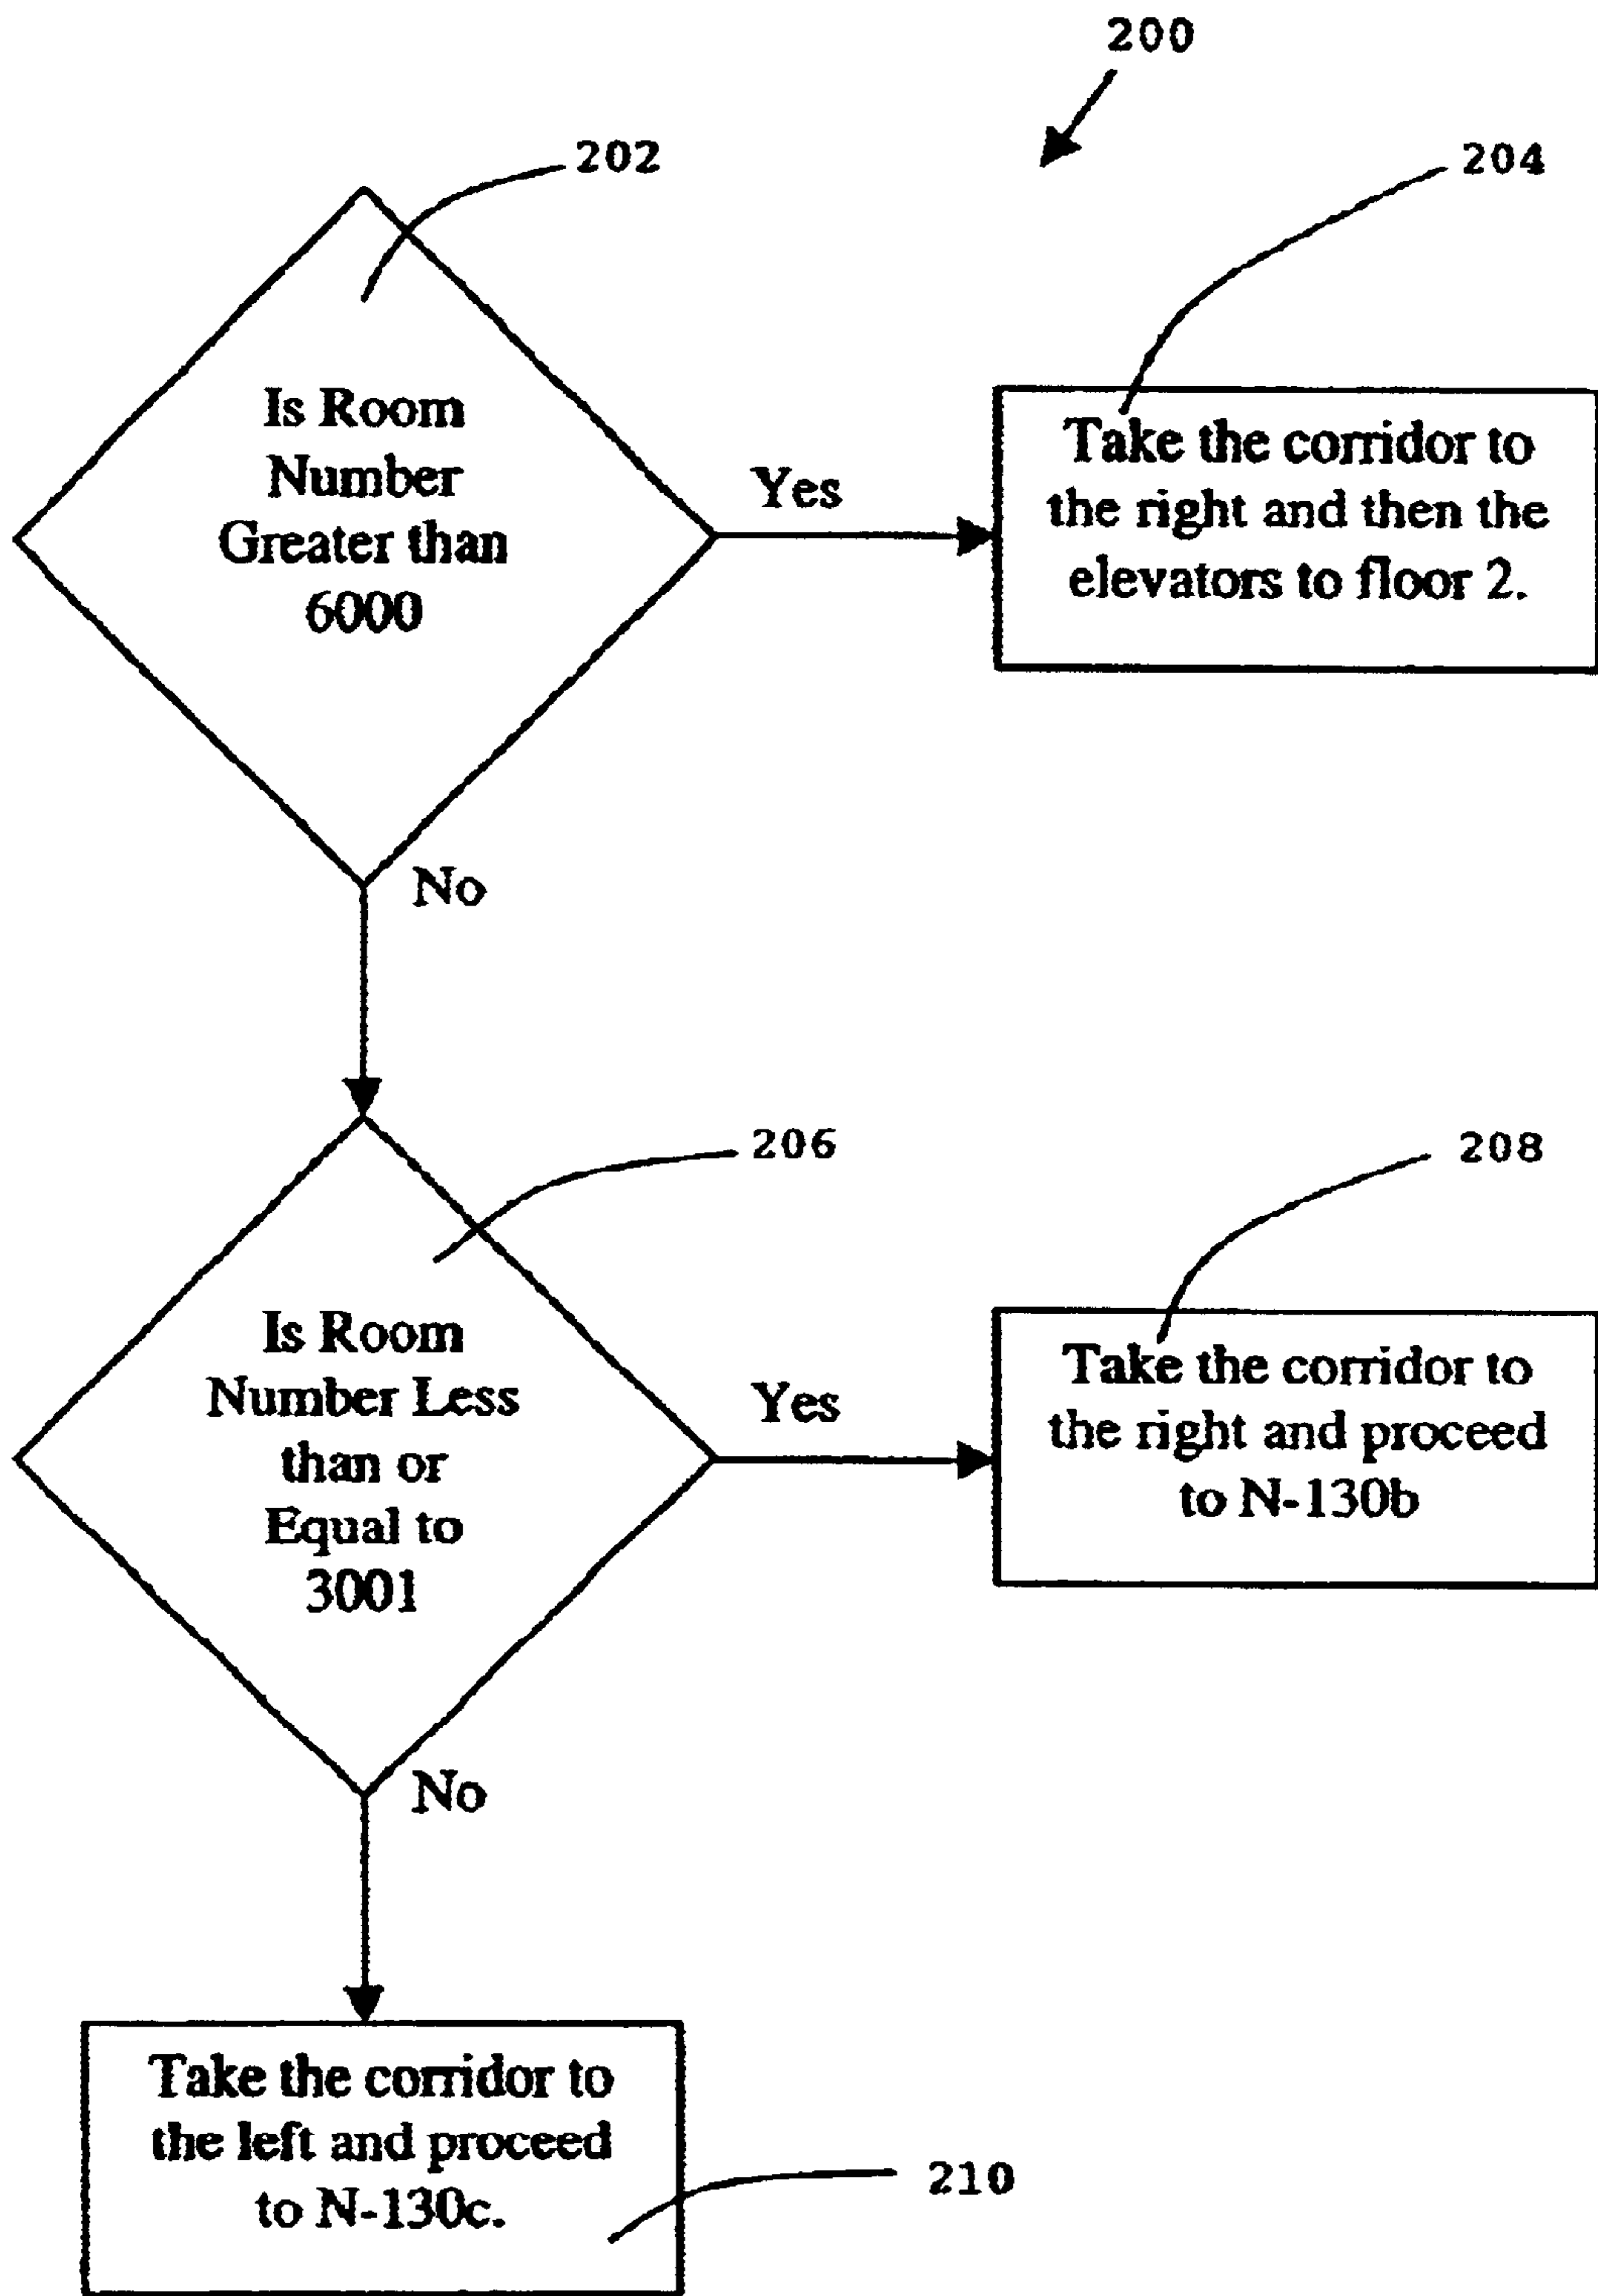 200
202
204
Is Room
Number
Greater than
6000
Yes
Take the corridor to
the right and then the
elevators to floor 2.
No
206
208
Is Room
Number Less
than or
Equal to
3001
Yes
Take the corridor to
the right and proceed
to N-130b
No
Take the corridor to
the left and proceed
to N-130c.
210